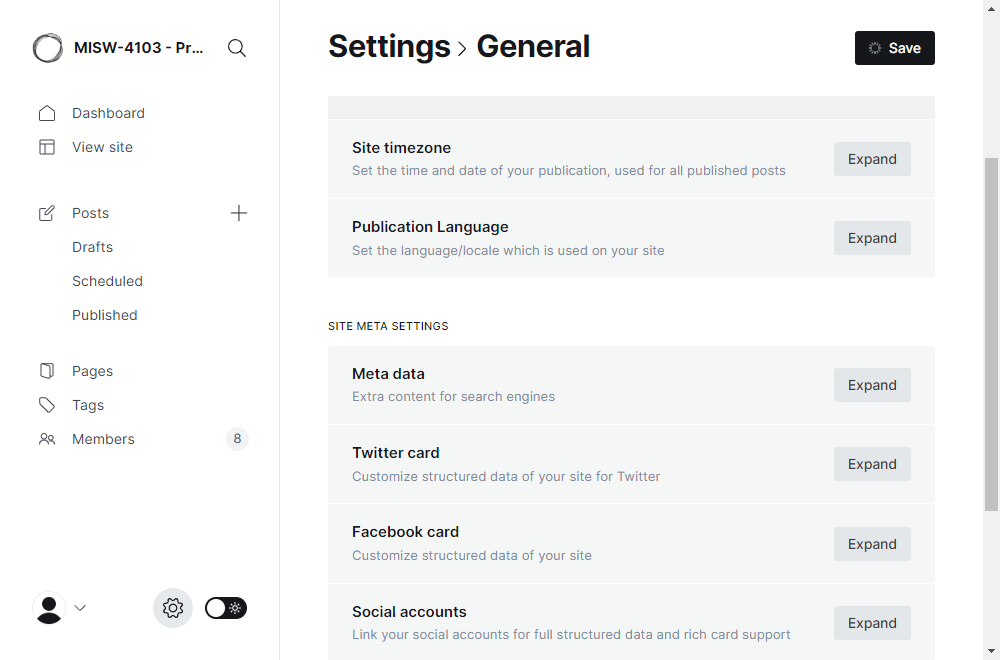 MISW-4103 - Pr...
Dashboard
View site
Posts
Drafts
Scheduled
Published
Pages
Tags
Members
8
Settings > General
Save
Site timezone
Set the time and date of your publication, used for all published posts
Expand
Publication Language
Set the language/locale which is used on your site
Expand
SITE META SETTINGS
Meta data
Extra content for search engines
Expand
Twitter card
Customize structured data of your site for Twitter
Expand
Facebook card
Customize structured data of your site
Expand
Social accounts
Link your social accounts for full structured data and rich card support
Expand